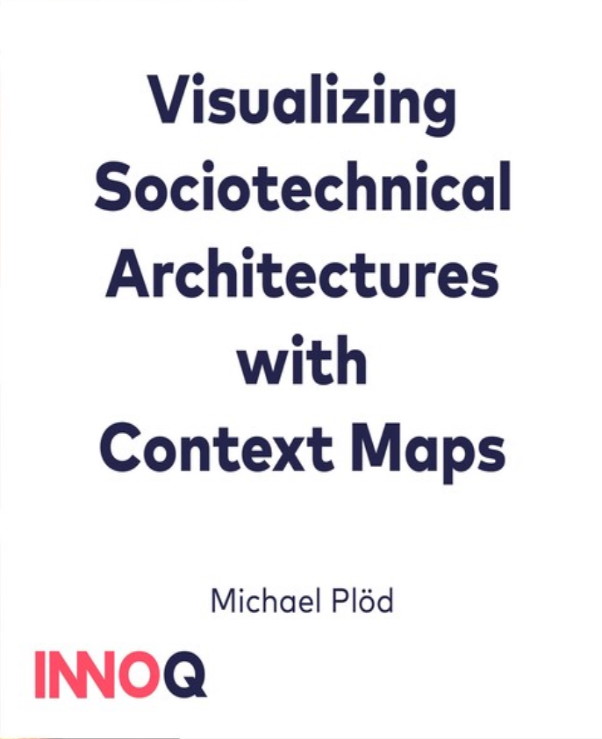 Visualizing
Sociotechnical
Architectures
with
Context Maps
Michael Plöd
INNOQ